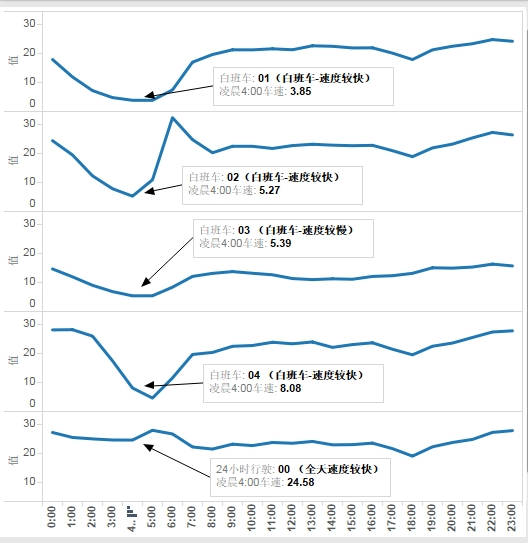 值
30
20
10
0
白班车: 01（白班车-速度较快）
凌晨4:00车速: 3.85
值
30
20
10
0
白班车: 02（白班车-速度较快）
凌晨4:00车速: 5.27
值
30
20
10
0
白班车: 03 （白班车-速度较慢）
凌晨4:00车速: 5.39
值
30
20
10
0
白班车: 04 （白班车-速度较快）
凌晨4:00车速: 8.08
值
30
20
10
24小时行驶: 00 （全天速度较快）
凌晨4:00车速: 24.58
0:00
1:00
2:00
3:00
4..
5:00
6:00
7:00
8:00
9:00
10:00
11:00
12:00
13:00
14:00
15:00
16:00
17:00
18:00
19:00
20:00
21:00
22:00
23:00